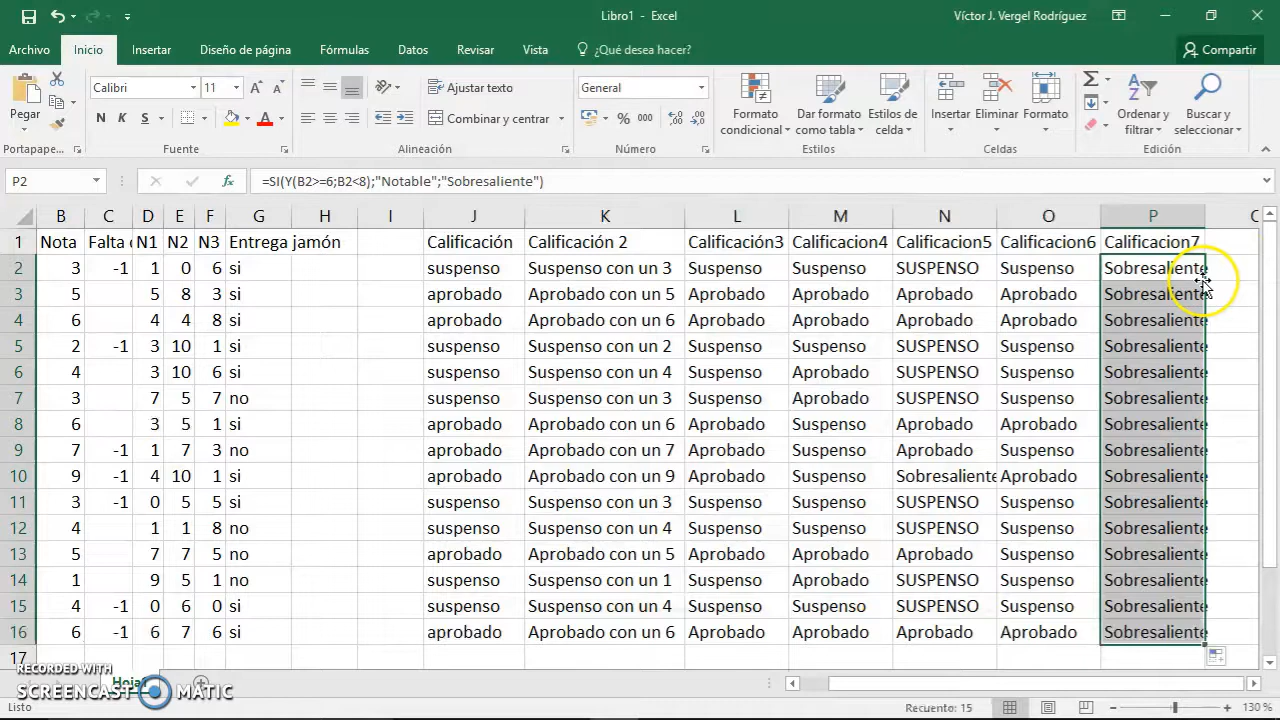 Libro1 - Excel
Víctor J. Vergel Rodríguez
Archivo Inicio Insertar Diseño de página Fórmulas Datos Revisar Vista ¿Qué desea hacer? Compartir
Pegar
Calibri 11
N K S
Ajustar texto
Combinar y centrar
General
% 000
Formato condicional
Dar formato como tabla
Estilos de celda
Insertar Eliminar Formato
Ordenar y filtrar
Buscar y seleccionar
Portapape... Fuente Alineación Número Estilos Celdas Edición
P2 fx =SI(Y(B2>=6;B2<8);"Notable";"Sobresaliente")
B C D E F G H I J K L M N O P
1 Nota Falta N1 N2 N3 Entrega jamón Calificación Calificación 2 Calificación3 Calificacion4 Calificacion5 Calificacion6 Calificacion7
2 3 -1 1 0 6 si suspenso Suspenso con un 3 Suspenso Suspenso SUSPENSO Suspenso Sobresaliente
3 5 5 8 3 si aprobado Aprobado con un 5 Aprobado Aprobado Aprobado Aprobado Sobresaliente
4 6 4 4 8 si aprobado Aprobado con un 6 Aprobado Aprobado Aprobado Aprobado Sobresaliente
5 2 -1 3 10 1 si suspenso Suspenso con un 2 Suspenso Suspenso SUSPENSO Suspenso Sobresaliente
6 4 3 10 6 si suspenso Suspenso con un 4 Suspenso Aprobado SUSPENSO Suspenso Sobresaliente
7 3 7 5 7 no suspenso Suspenso con un 3 Suspenso Aprobado SUSPENSO Suspenso Sobresaliente
8 6 3 5 1 si aprobado Aprobado con un 6 Aprobado Aprobado Aprobado Aprobado Sobresaliente
9 7 -1 1 7 3 no aprobado Aprobado con un 7 Aprobado Suspenso Aprobado Suspenso Sobresaliente
10 9 -1 4 10 1 si aprobado Aprobado con un 9 Aprobado Suspenso Sobresaliente Aprobado Sobresaliente
11 3 -1 0 5 5 si suspenso Suspenso con un 3 Suspenso Suspenso SUSPENSO Suspenso Sobresaliente
12 4 1 1 8 no suspenso Suspenso con un 4 Suspenso Suspenso SUSPENSO Suspenso Sobresaliente
13 5 7 7 5 no aprobado Aprobado con un 5 Aprobado Aprobado Aprobado Suspenso Sobresaliente
14 1 9 5 1 no suspenso Suspenso con un 1 Suspenso Aprobado SUSPENSO Suspenso Sobresaliente
15 4 -1 0 6 0 si suspenso Suspenso con un 4 Suspenso Suspenso SUSPENSO Suspenso Sobresaliente
16 6 -1 6 7 6 si aprobado Aprobado con un 6 Aprobado Aprobado Aprobado Aprobado Sobresaliente
17
RECORDED WITH
SCREENCAST MATIC
Listo Recuento: 15 130 %